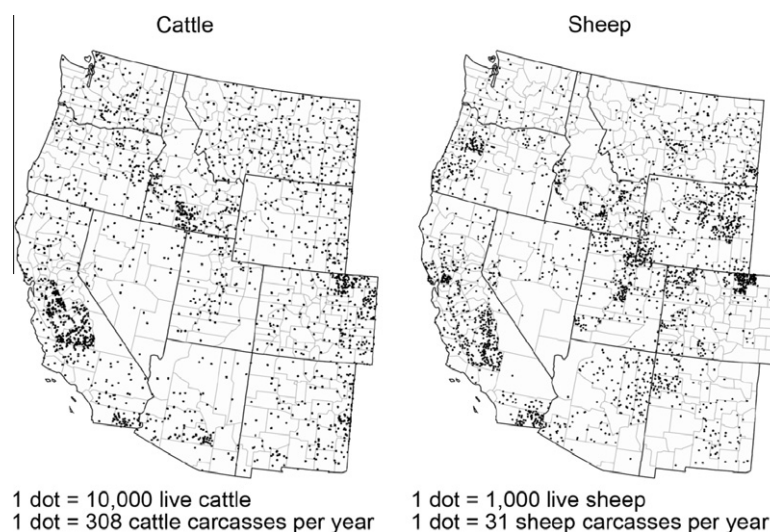 Cattle
Sheep
1 dot = 10,000 live cattle
1 dot = 308 cattle carcasses per year
1 dot = 1,000 live sheep
1 dot = 31 sheep carcasses per year